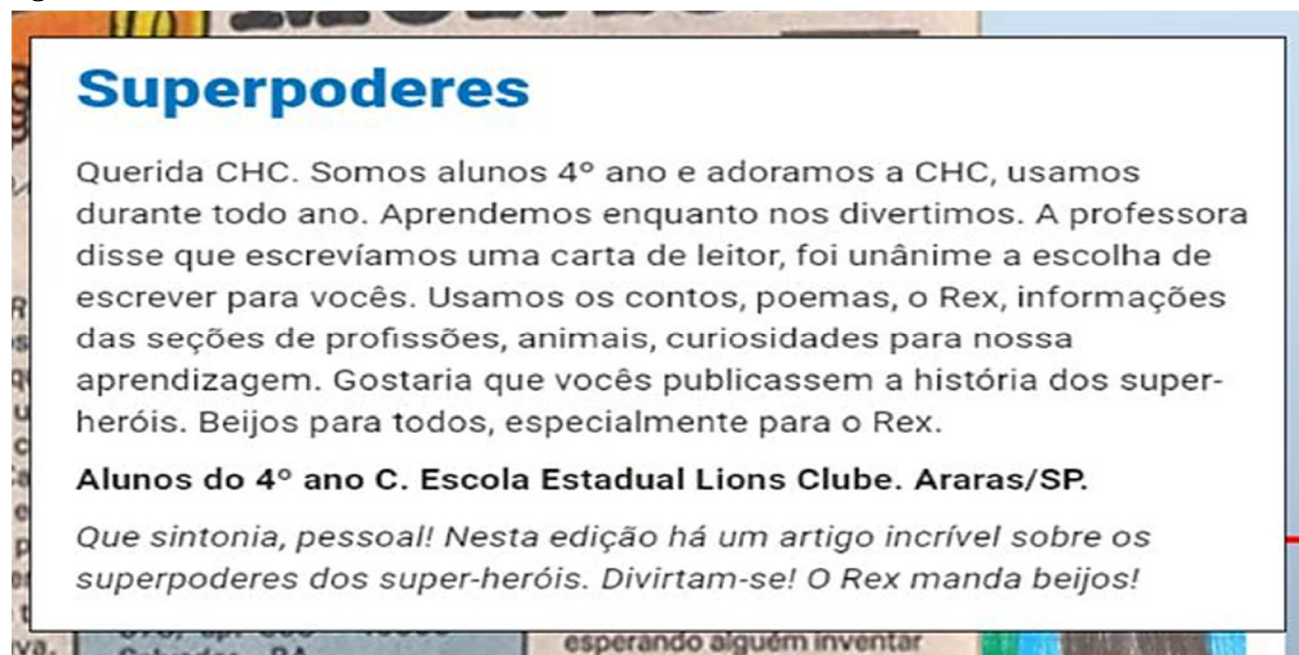 Superpoderes
Querida CHC. Somos alunos 4º ano e adoramos a CHC, usamos
durante todo ano. Aprendemos enquanto nos divertimos. A professora
disse que escrevíamos uma carta de leitor, foi unânime a escolha de
escrever para vocês. Usamos os contos, poemas, o Rex, informações
das seções de profissões, animais, curiosidades para nossa
aprendizagem. Gostaria que vocês publicassem a história dos super-
heróis. Beijos para todos, especialmente para o Rex.
Alunos do 4º ano C. Escola Estadual Lions Clube. Araras/SP.
Que sintonia, pessoal! Nesta edição há um artigo incrível sobre os
superpoderes dos super-heróis. Divirtam-se! O Rex manda beijos!
esperando alguém inventar